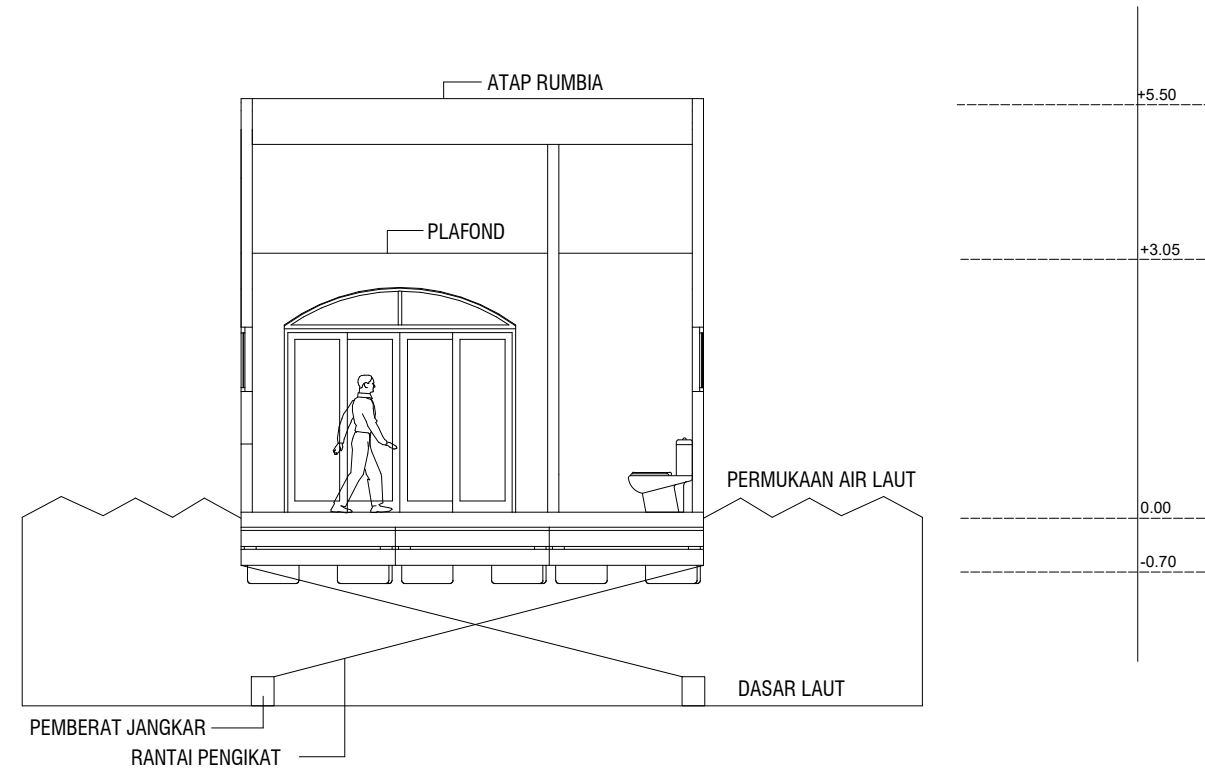 ATAP RUMBIA
+5.50
PLAFOND
+3.05
PERMUKAAN AIR LAUT
0.00
-0.70
DASAR LAUT
PEMBERAT JANGKAR
RANTAI PENGIKAT